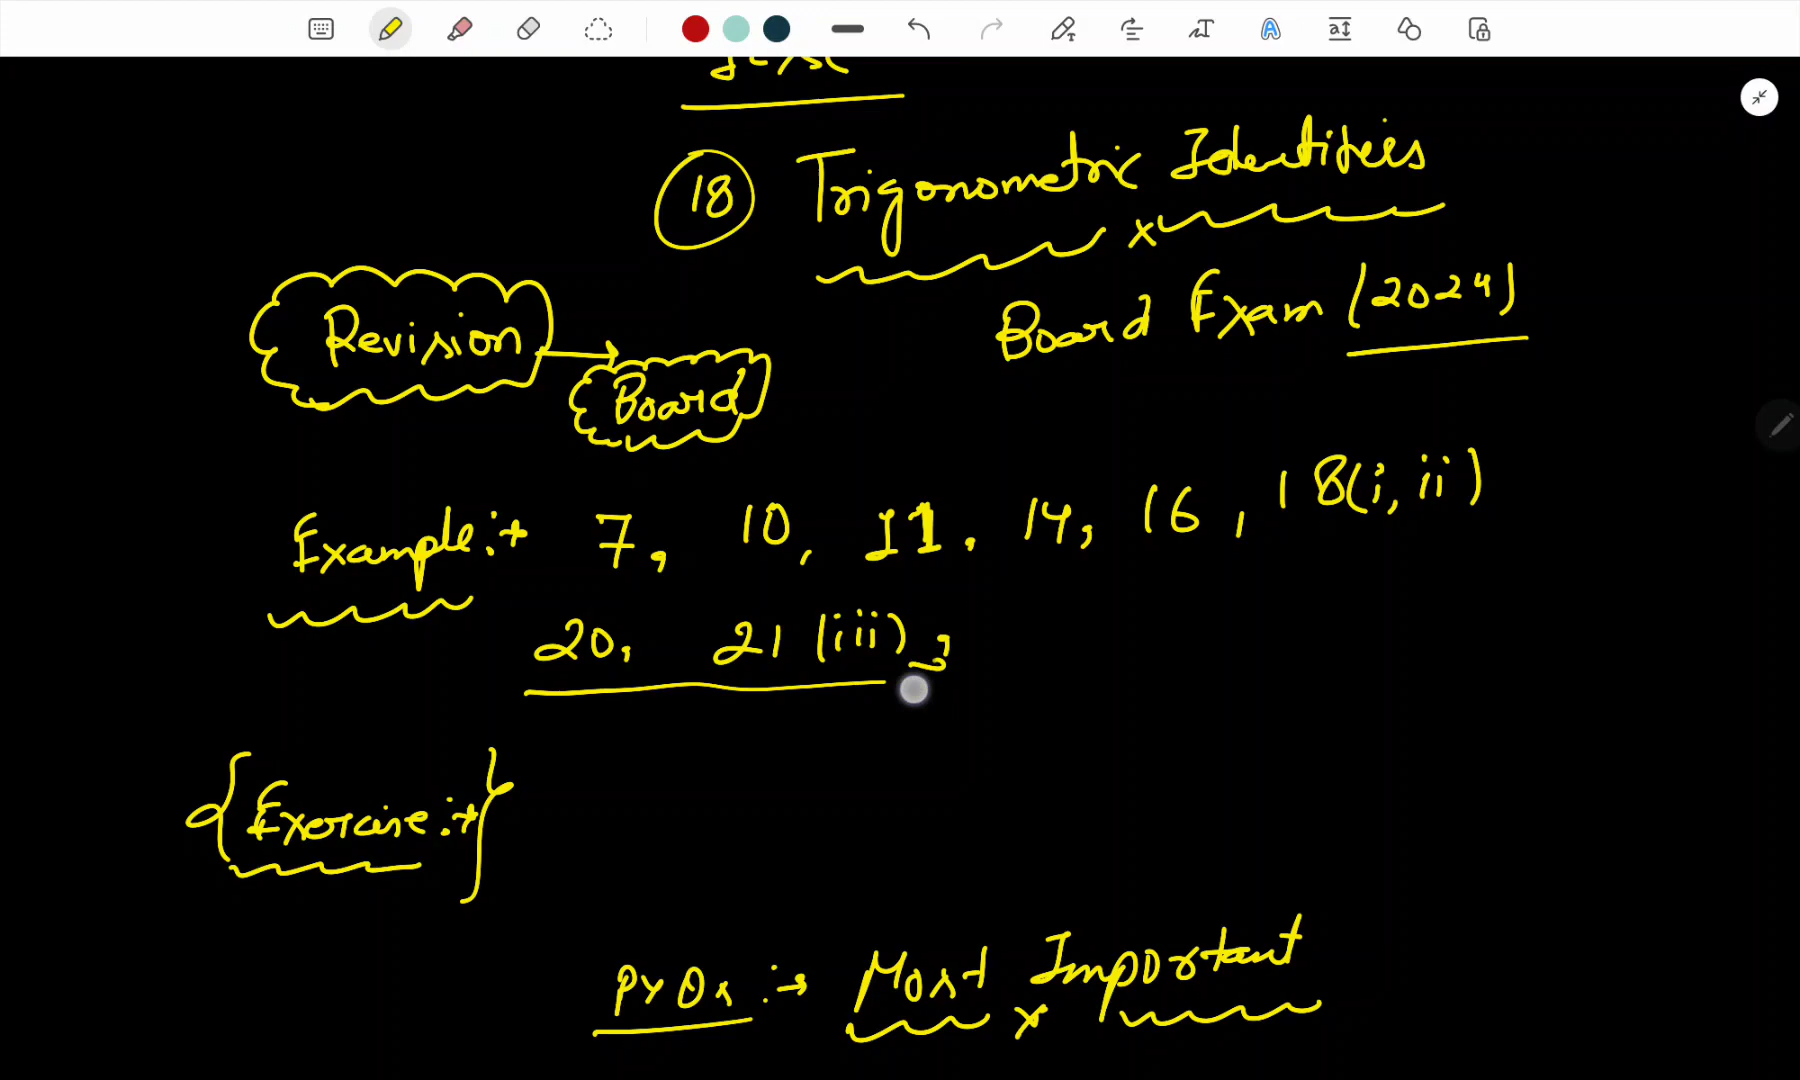 18 Trigonometric Identities
Board Exam (2024)
Revision
Board
Example :→ 7, 10, 11, 14, 16, 18(i, ii)
20, 21 (iii),
{Exercise :→}
PYQs :→ Most Important